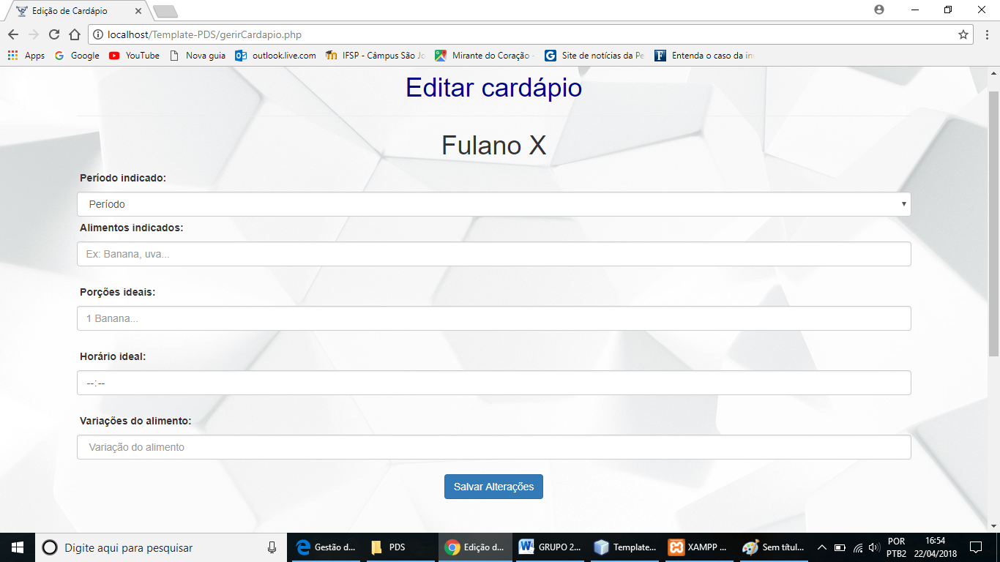 Edição de Cardápio
localhost/Template-PDS/gerirCardapio.php
Apps Google YouTube Nova guia outlook.live.com IFSP - Câmpus São Jo Mirante do Coração - Site de notícias da Pe Entenda o caso da in
Editar cardápio
Fulano X
Período indicado:
Período
Alimentos indicados:
Ex: Banana, uva...
Porções ideais:
1 Banana...
Horário ideal:
--:--
Variações do alimento:
Variação do alimento
Salvar Alterações
Digite aqui para pesquisar Gestão d... PDS Edição d... GRUPO 2... Template... XAMPP ... Sem títul... POR 16:54
PTB2 22/04/2018